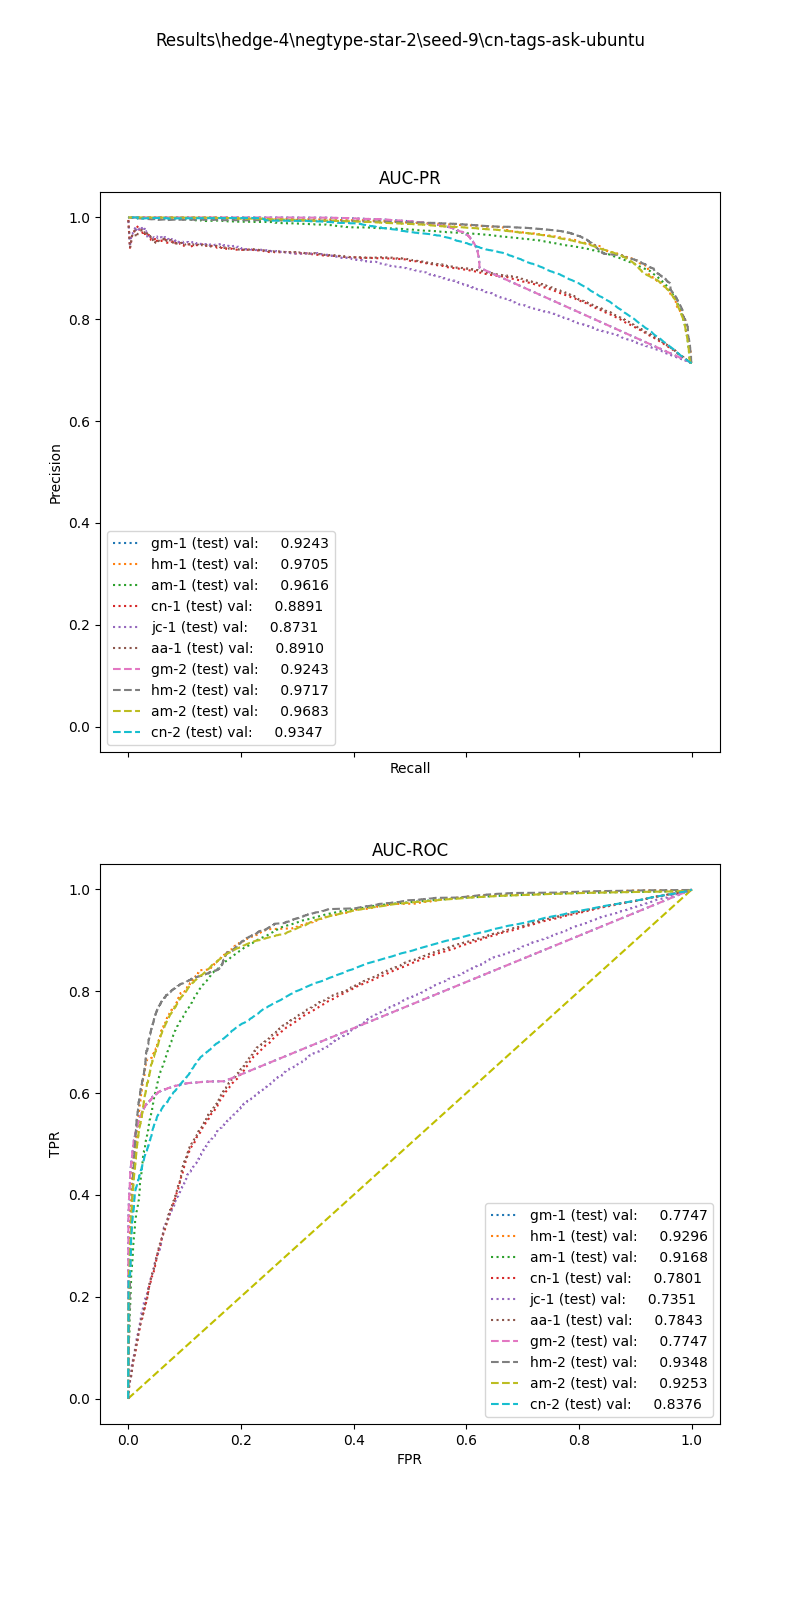 Results\hedge-4\negtype-star-2\seed-9\cn-tags-ask-ubuntu
AUC-PR
1.0
0.8
0.6
0.4
0.2
0.0
Precision
gm-1 (test) val: 0.9243
hm-1 (test) val: 0.9705
am-1 (test) val: 0.9616
cn-1 (test) val: 0.8891
jc-1 (test) val: 0.8731
aa-1 (test) val: 0.8910
gm-2 (test) val: 0.9243
hm-2 (test) val: 0.9717
am-2 (test) val: 0.9683
cn-2 (test) val: 0.9347
Recall
AUC-ROC
1.0
0.8
0.6
0.4
0.2
0.0
TPR
gm-1 (test) val: 0.7747
hm-1 (test) val: 0.9296
am-1 (test) val: 0.9168
cn-1 (test) val: 0.7801
jc-1 (test) val: 0.7351
aa-1 (test) val: 0.7843
gm-2 (test) val: 0.7747
hm-2 (test) val: 0.9348
am-2 (test) val: 0.9253
cn-2 (test) val: 0.8376
0.0 0.2 0.4 0.6 0.8 1.0
FPR